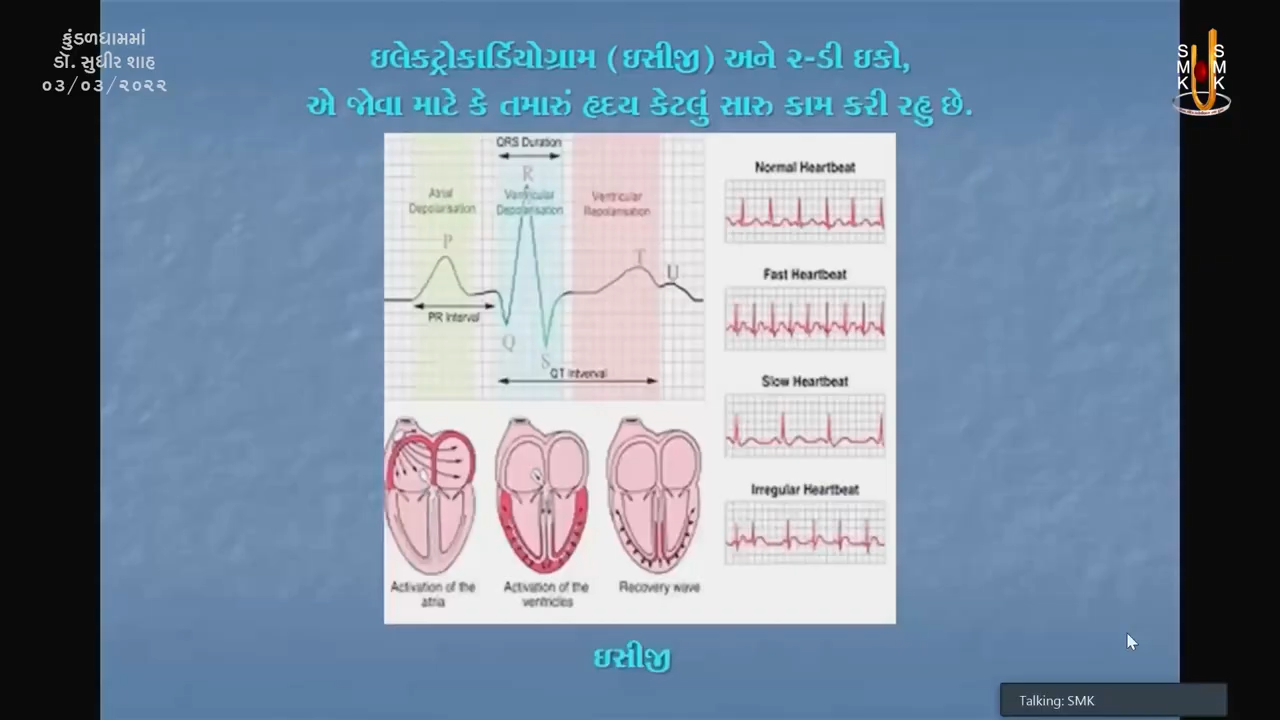 કુંડળધામમાં
ડૉ. સુધીર શાહ
૦૩/૦૩/૨૦૨૨
SMK
SMK
ઇલેક્ટ્રોકાર્ડિયોગ્રામ (ઇસીજી) અને ૨-ડી ઇકો,
એ જોવા માટે કે તમારું હૃદય કેટલું સારુ કામ કરી રહ્યુ છે.
QRS Duration
R
Atrial
Depolarisation
Ventricular
Depolarisation
Ventricular
Repolarisation
P
T
U
PR Interval
Q
S
QT Interval
Activation of the
atria
Activation of the
ventricles
Recovery wave
Normal Heartbeat
Fast Heartbeat
Slow Heartbeat
Irregular Heartbeat
ઇસીજી
Talking: SMK